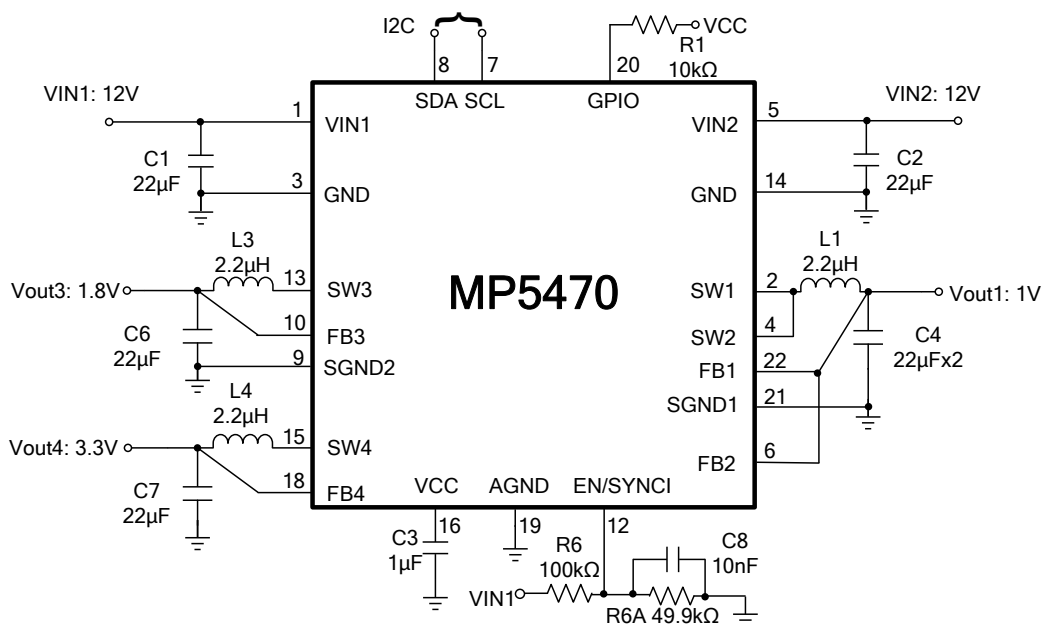 I2C
VCC
R1
10kΩ
8
7
20
SDA SCL
GPIO
VIN1: 12V
1
VIN1
VIN2
5
VIN2: 12V
C1
22µF
3
GND
GND
14
C2
22µF
L3
2.2µH
Vout3: 1.8V
13
SW3
10
FB3
C6
22µF
9
SGND2
MP5470
L1
2.2µH
SW1
2
Vout1: 1V
SW2
4
C4
22µFx2
FB1
22
SGND1
21
FB2
6
L4
2.2µH
Vout4: 3.3V
15
SW4
18
FB4
C7
22µF
VCC
AGND
EN/SYNCI
16
19
12
C3
1µF
R6
100kΩ
C8
10nF
VIN1
R6A 49.9kΩ